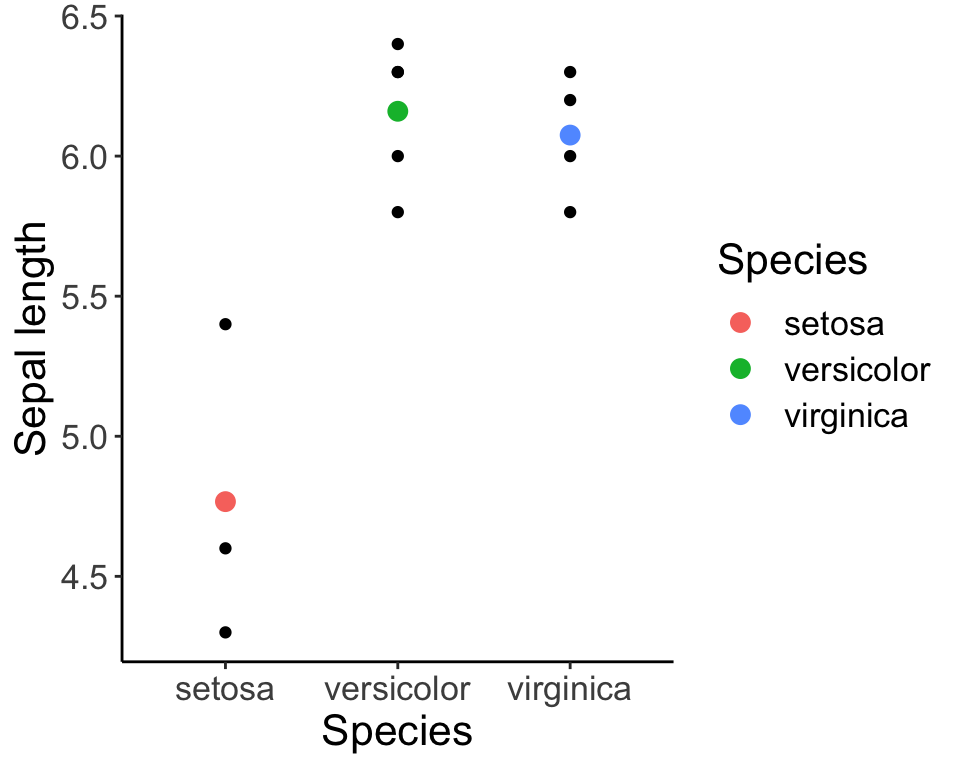 6.5
6.0
5.5
5.0
4.5
Sepal length
setosa versicolor virginica
Species
Species
setosa
versicolor
virginica